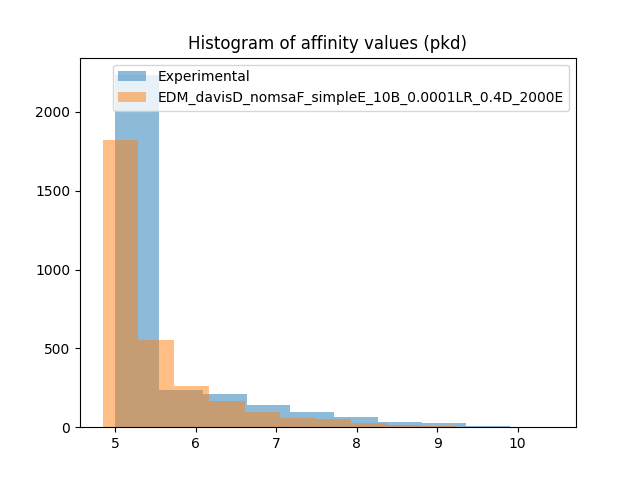 Histogram of affinity values (pkd)
Experimental
EDM_davisD_nomsaF_simpleE_10B_0.0001LR_0.4D_2000E
2000
1500
1000
500
0
5 6 7 8 9 10